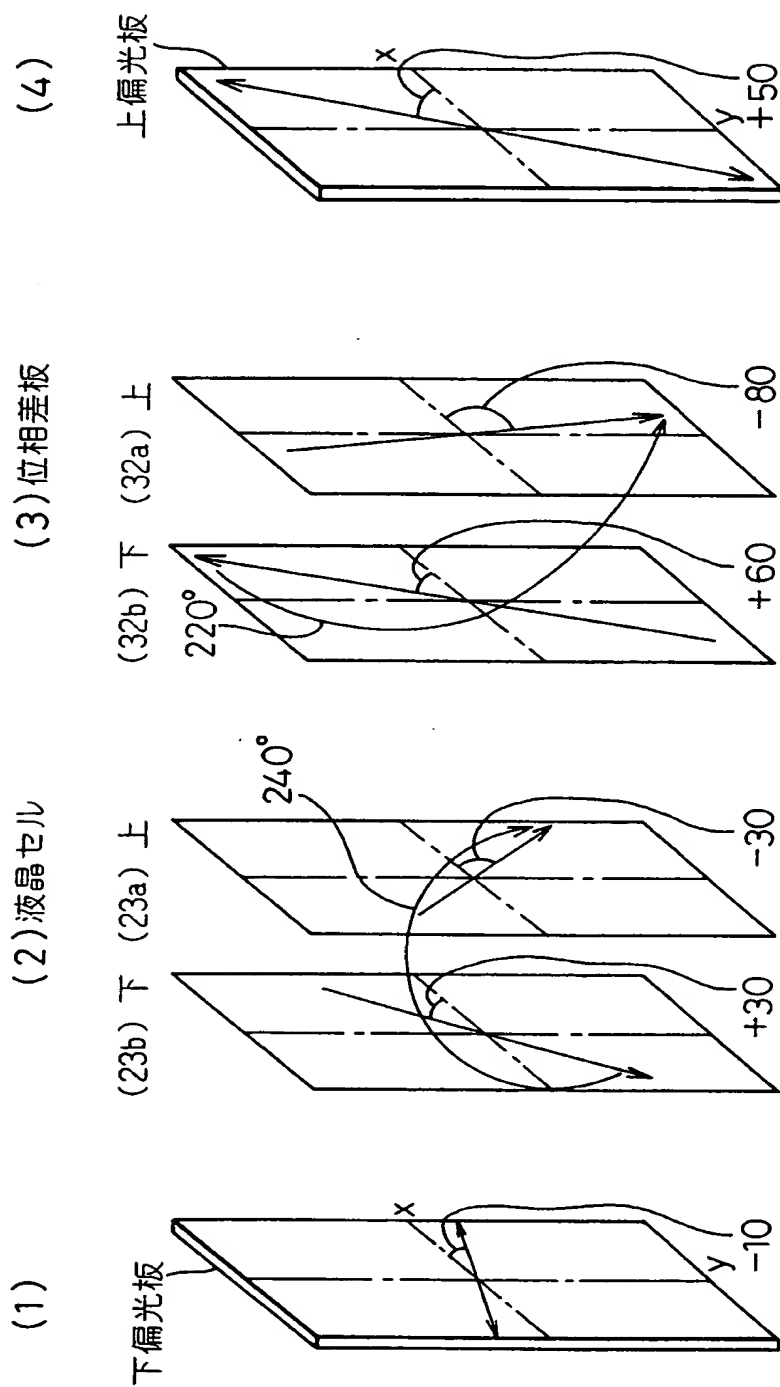 (1)
下偏光板
x
y
-10
(2)液晶セル
(23b) 下
(23a) 上
240°
+30
-30
(3)位相差板
(32b) 下
(32a) 上
220°
+60
-80
(4)
上偏光板
x
y
+50